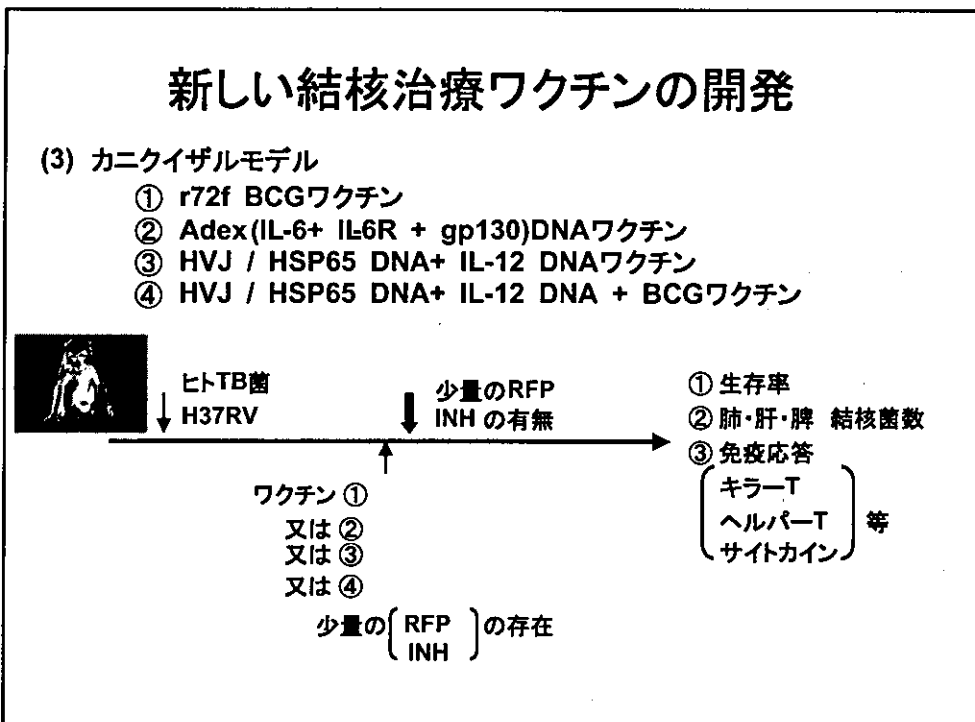 新しい結核治療ワクチンの開発
(3) カニクイザルモデル
① r72f BCGワクチン
② Adex(IL-6+ IL-6R + gp130)DNAワクチン
③ HVJ / HSP65 DNA+ IL-12 DNAワクチン
④ HVJ / HSP65 DNA+ IL-12 DNA + BCGワクチン
ヒトTB菌
H37RV
少量のRFP
INH の有無
ワクチン ①
又は ②
又は ③
又は ④
少量の RFP の存在
INH
① 生存率
② 肺・肝・脾 結核菌数
③ 免疫応答
キラーT
ヘルパーT 等
サイトカイン